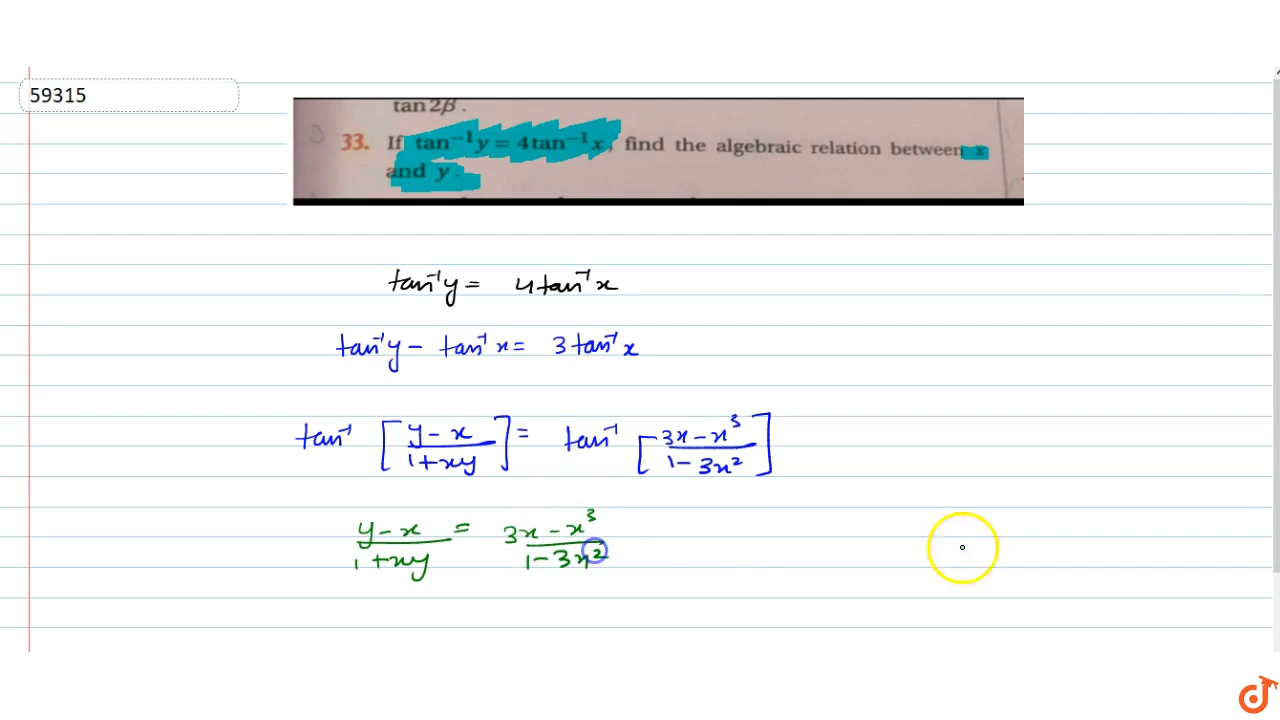 59315
tan 2β .
33. If tan⁻¹ y = 4tan⁻¹ x, find the algebraic relation between x
and y .
tan⁻¹y = 4tan⁻¹x
tan⁻¹y − tan⁻¹x = 3tan⁻¹x
tan⁻¹ [(y − x)/(1 + xy)] = tan⁻¹ [(3x − x³)/(1 − 3x²)]
(y − x)/(1 + xy) = (3x − x³)/(1 − 3x²)